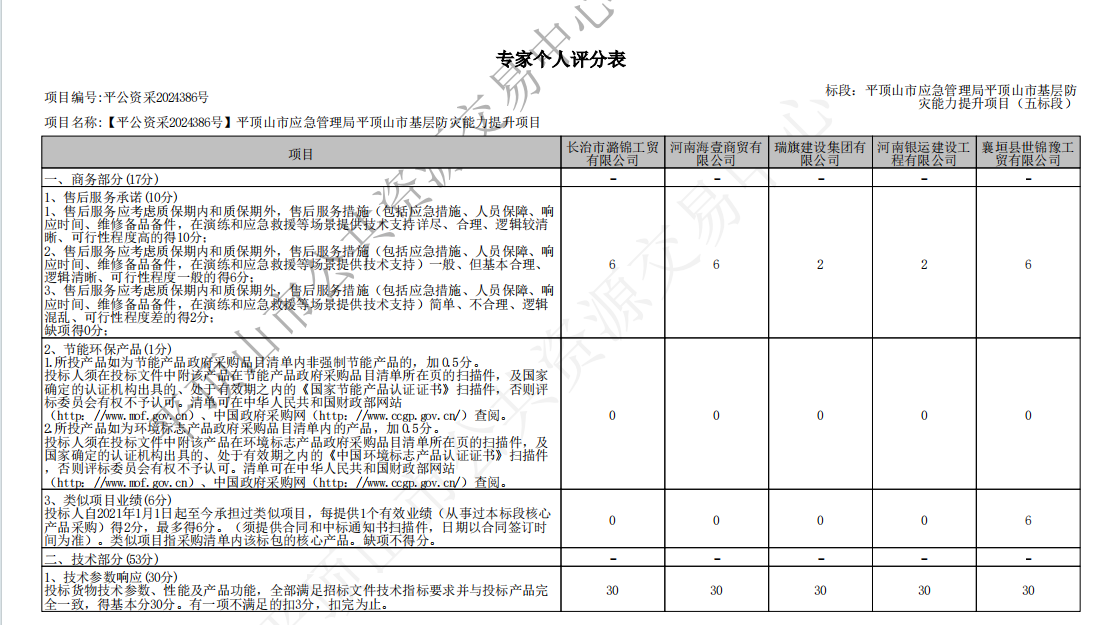 专家个人评分表
项目编号:平公资采2024386号
标段：平顶山市应急管理局平顶山市基层防
灾能力提升项目（五标段）
项目名称:【平公资采2024386号】平顶山市应急管理局平顶山市基层防灾能力提升项目
项目
长治市潞锦工贸
有限公司
河南海壹商贸有
限公司
瑞旗建设集团有
限公司
河南银运建设工
程有限公司
襄垣县世锦豫工
贸有限公司
一、商务部分(17分)
– – – – –
1、售后服务承诺(10分)
1、售后服务应考虑质保期内和质保期外，售后服务措施（包括应急措施、人员保障、响
应时间、维修备品备件，在演练和应急救援等场景提供技术支持详尽、合理、逻辑较清
晰、可行性程度高的得10分；
2、售后服务应考虑质保期内和质保期外，售后服务措施（包括应急措施、人员保障、响
应时间、维修备品备件，在演练和应急救援等场景提供技术支持）一般、但基本合理、
逻辑清晰、可行性程度一般的得6分；
3、售后服务应考虑质保期内和质保期外，售后服务措施（包括应急措施、人员保障、响
应时间、维修备品备件，在演练和应急救援等场景提供技术支持）简单、不合理、逻辑
混乱、可行性程度差的得2分；
缺项得0分；
6 6 2 2 6
2、节能环保产品(1分)
1.所投产品如为节能产品政府采购品目清单内非强制节能产品的，加0.5分。
投标人须在投标文件中附该产品在节能产品政府采购品目清单所在页的扫描件，及国家
确定的认证机构出具的、处于有效期之内的《国家节能产品认证证书》扫描件，否则评
标委员会有权不予认可。清单可在中华人民共和国财政部网站
（http：//www.mof.gov.cn）、中国政府采购网（http：//www.ccgp.gov.cn/）查阅。
2.所投产品如为环境标志产品政府采购品目清单内的产品，加0.5分。
投标人须在投标文件中附该产品在环境标志产品政府采购品目清单所在页的扫描件，及
国家确定的认证机构出具的、处于有效期之内的《中国环境标志产品认证证书》扫描件
，否则评标委员会有权不予认可。清单可在中华人民共和国财政部网站
（http：//www.mof.gov.cn）、中国政府采购网（http：//www.ccgp.gov.cn/）查阅。
0 0 0 0 0
3、类似项目业绩(6分)
投标人自2021年1月1日起至今承担过类似项目，每提供1个有效业绩（从事过本标段核心
产品采购）得2分，最多得6分。（须提供合同和中标通知书扫描件，日期以合同签订时
间为准）。类似项目指采购清单内该标包的核心产品。缺项不得分。
0 0 0 0 6
二、技术部分(53分)
– – – – –
1、技术参数响应(30分)
投标货物技术参数、性能及产品功能，全部满足招标文件技术指标要求并与投标产品完
全一致，得基本分30分。有一项不满足的扣3分，扣完为止。
30 30 30 30 30
平顶山市公共资源交易中心
平顶山市公共资源交易中心